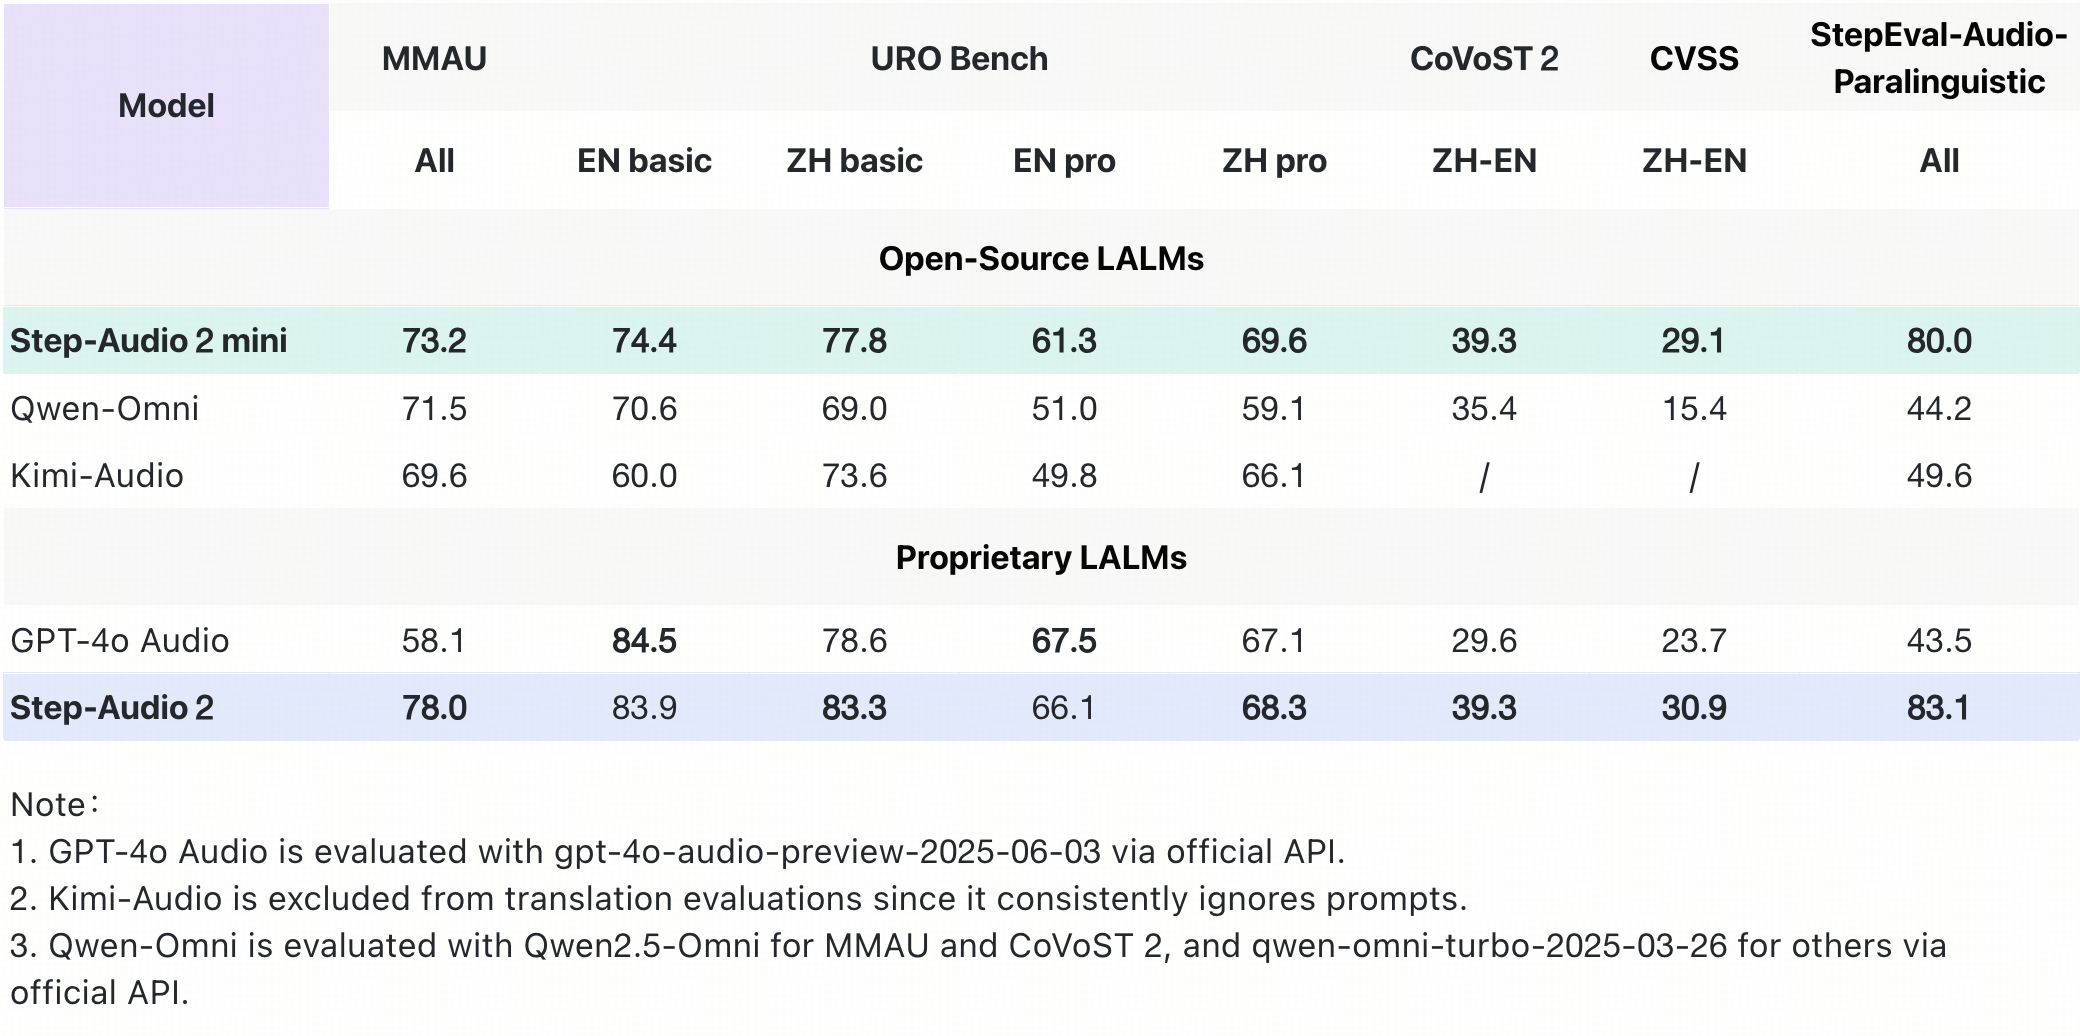 Model MMAU URO Bench CoVoST 2 CVSS StepEval-Audio-
Paralinguistic
All EN basic ZH basic EN pro ZH pro ZH-EN ZH-EN All
Open-Source LALMs
Step-Audio 2 mini 73.2 74.4 77.8 61.3 69.6 39.3 29.1 80.0
Qwen-Omni 71.5 70.6 69.0 51.0 59.1 35.4 15.4 44.2
Kimi-Audio 69.6 60.0 73.6 49.8 66.1 / / 49.6
Proprietary LALMs
GPT-4o Audio 58.1 84.5 78.6 67.5 67.1 29.6 23.7 43.5
Step-Audio 2 78.0 83.9 83.3 66.1 68.3 39.3 30.9 83.1
Note：
1. GPT-4o Audio is evaluated with gpt-4o-audio-preview-2025-06-03 via official API.
2. Kimi-Audio is excluded from translation evaluations since it consistently ignores prompts.
3. Qwen-Omni is evaluated with Qwen2.5-Omni for MMAU and CoVoST 2, and qwen-omni-turbo-2025-03-26 for others via
official API.